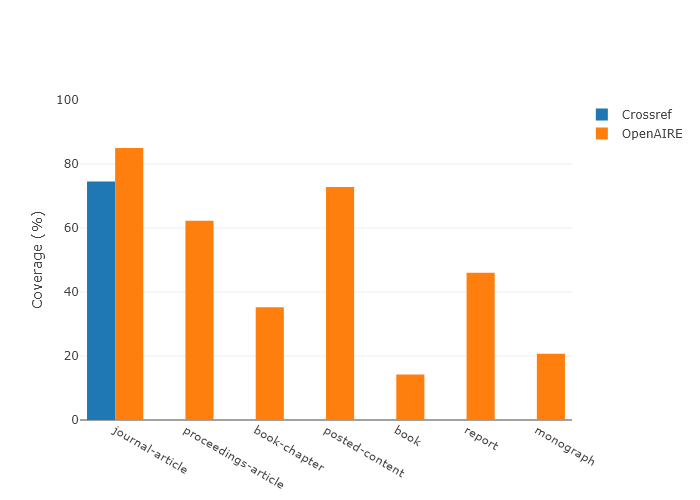 100
80
60
40
20
0
Coverage (%)
journal-article
proceedings-article
book-chapter
posted-content
book
report
monograph
Crossref
OpenAIRE